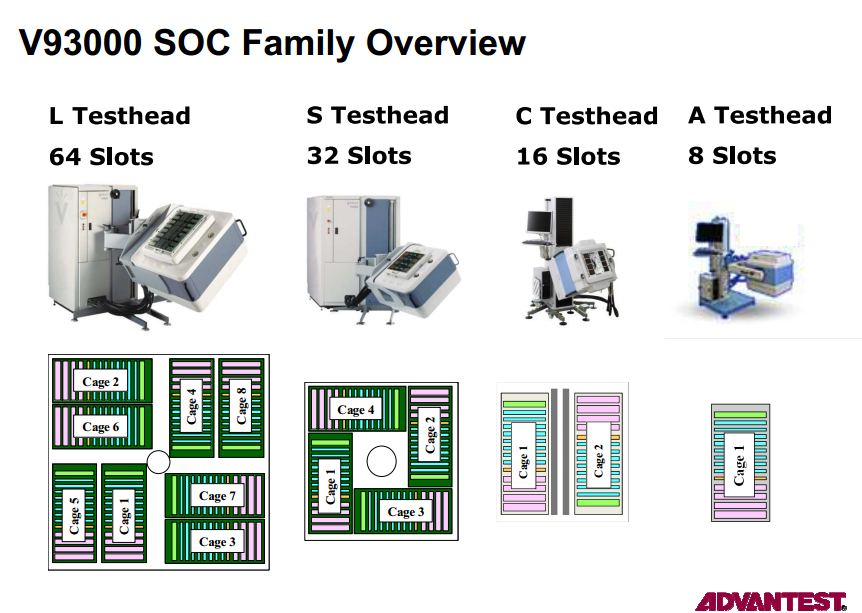 V93000 SOC Family Overview
L Testhead
64 Slots
S Testhead
32 Slots
C Testhead
16 Slots
A Testhead
8 Slots
Cage 2
Cage 6
Cage 4
Cage 8
Cage 5
Cage 1
Cage 7
Cage 3
Cage 4
Cage 2
Cage 1
Cage 3
Cage 1
Cage 2
Cage 1
ADVANTEST.